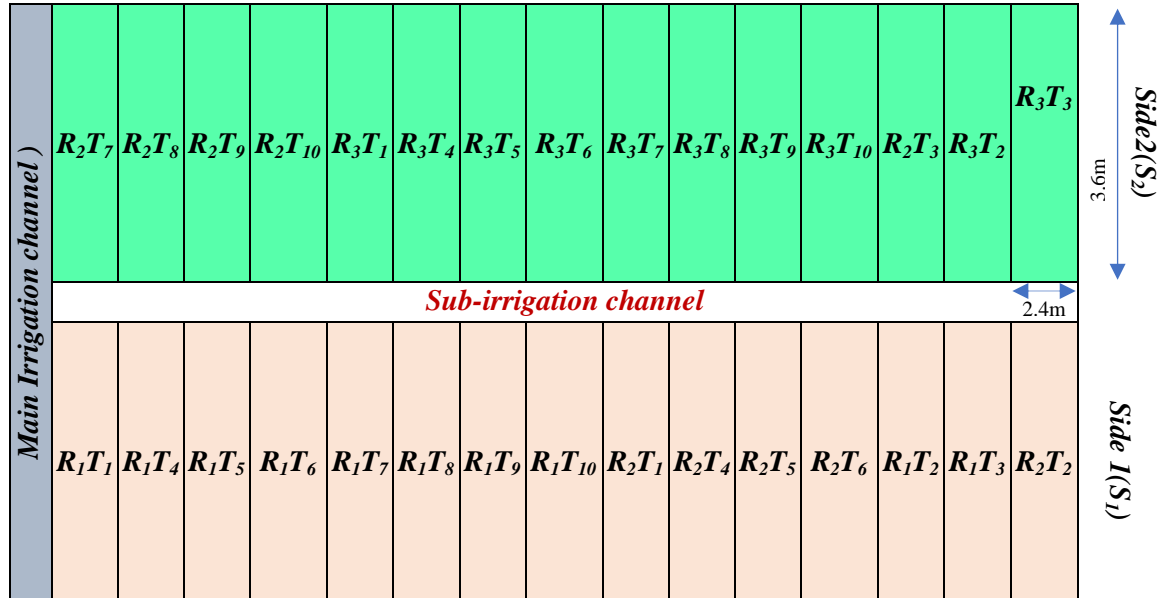 Main Irrigation channel )
R₂T₇ R₂T₈ R₂T₉ R₂T₁₀ R₃T₁ R₃T₄ R₃T₅ R₃T₆ R₃T₇ R₃T₈ R₃T₉ R₃T₁₀ R₂T₃ R₃T₂ R₃T₃
Side2(S₂)
3.6m
Sub-irrigation channel
2.4m
R₁T₁ R₁T₄ R₁T₅ R₁T₆ R₁T₇ R₁T₈ R₁T₉ R₁T₁₀ R₂T₁ R₂T₄ R₂T₅ R₂T₆ R₁T₂ R₁T₃ R₂T₂
Side 1(S₁)